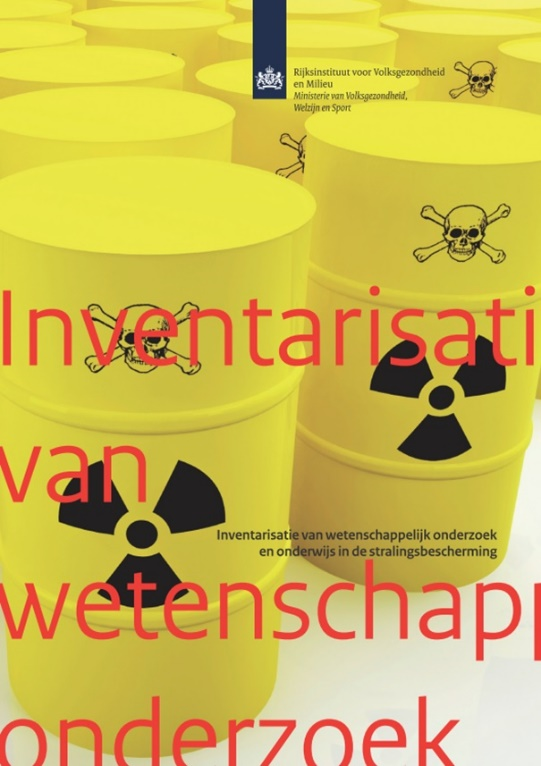 Rijksinstituut voor Volksgezondheid
en Milieu
Ministerie van Volksgezondheid,
Welzijn en Sport
Inventarisati
van
Inventarisatie van wetenschappelijk onderzoek
en onderwijs in de stralingsbescherming
wetenschapp
onderzoek